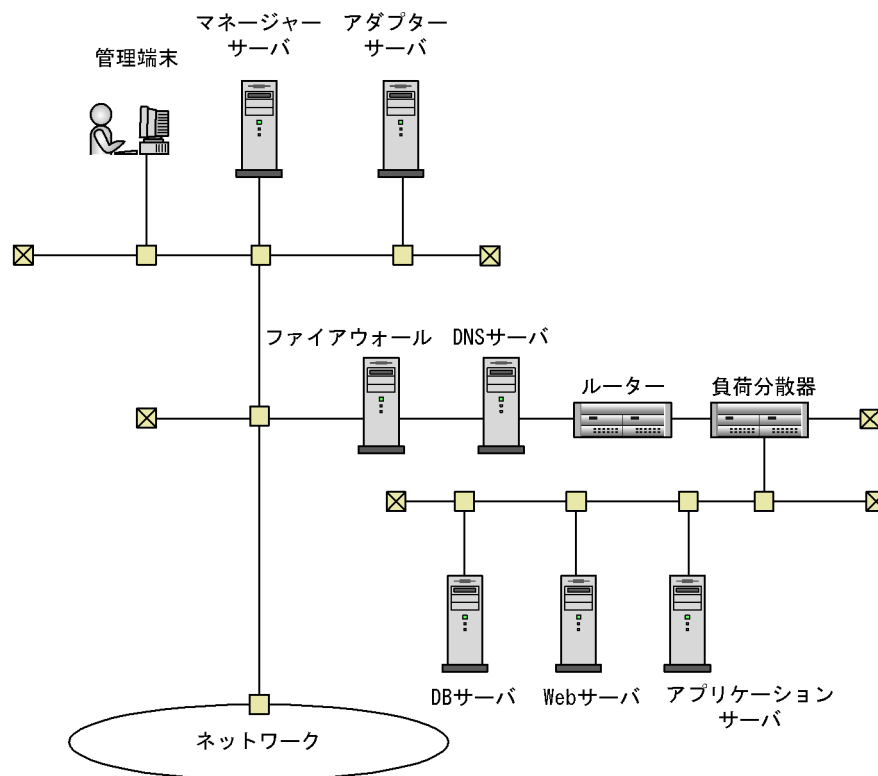 管理端末
マネージャー
サーバ
アダプター
サーバ
ファイアウォール
DNSサーバ
ルーター
負荷分散器
DBサーバ
Webサーバ
アプリケーション
サーバ
ネットワーク